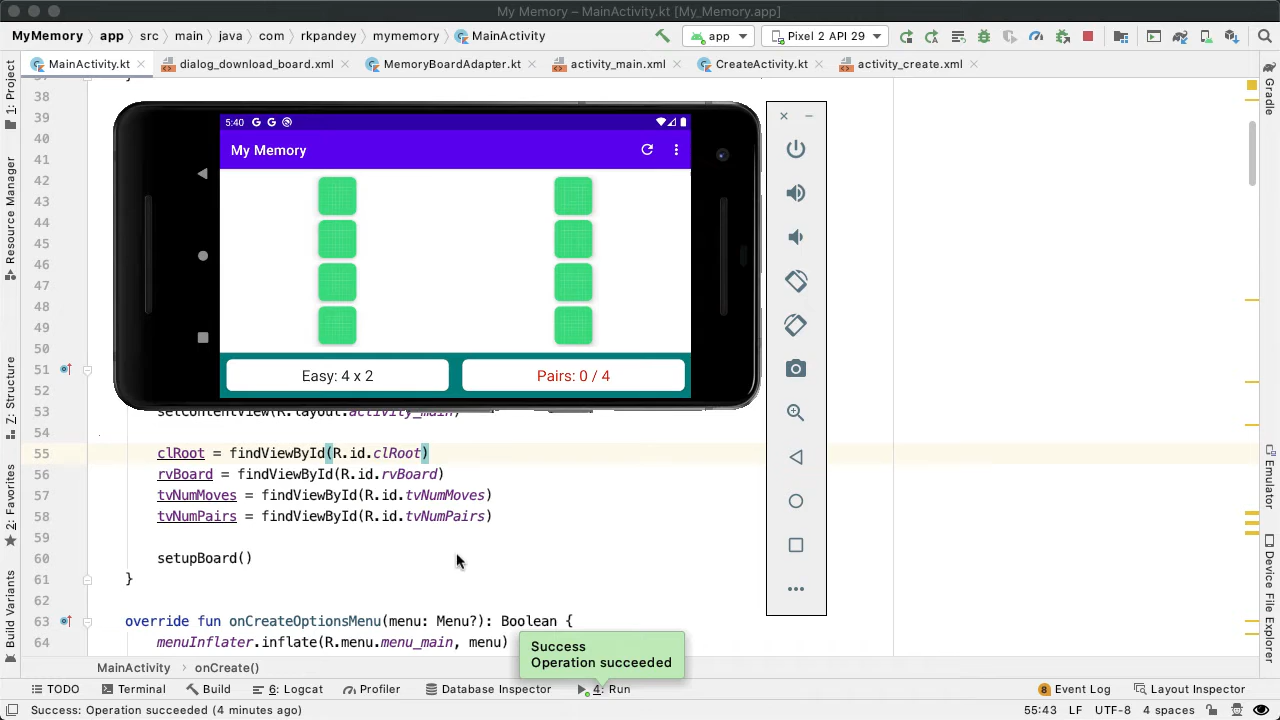 My Memory – MainActivity.kt [My_Memory.app]
MyMemory app src main java com rkpandey mymemory MainActivity
app Pixel 2 API 29
MainActivity.kt dialog_download_board.xml MemoryBoardAdapter.kt activity_main.xml CreateActivity.kt activity_create.xml
38
39
40
41
42
43
44
45
46
47
48
49
50
51
52
53 setContentView(R.layout.activity_main)
54
55 clRoot = findViewById(R.id.clRoot)
56 rvBoard = findViewById(R.id.rvBoard)
57 tvNumMoves = findViewById(R.id.tvNumMoves)
58 tvNumPairs = findViewById(R.id.tvNumPairs)
59
60 setupBoard()
61 }
62
63 override fun onCreateOptionsMenu(menu: Menu?): Boolean {
64 menuInflater.inflate(R.menu.menu_main, menu)
5:40
My Memory
Easy: 4 x 2
Pairs: 0 / 4
1: Project
Resource Manager
Z: Structure
2: Favorites
Build Variants
Gradle
Emulator
Device File Explorer
Success
Operation succeeded
MainActivity onCreate()
TODO Terminal Build 6: Logcat Profiler Database Inspector 4: Run 8 Event Log Layout Inspector
Success: Operation succeeded (4 minutes ago) 55:43 LF UTF-8 4 spaces